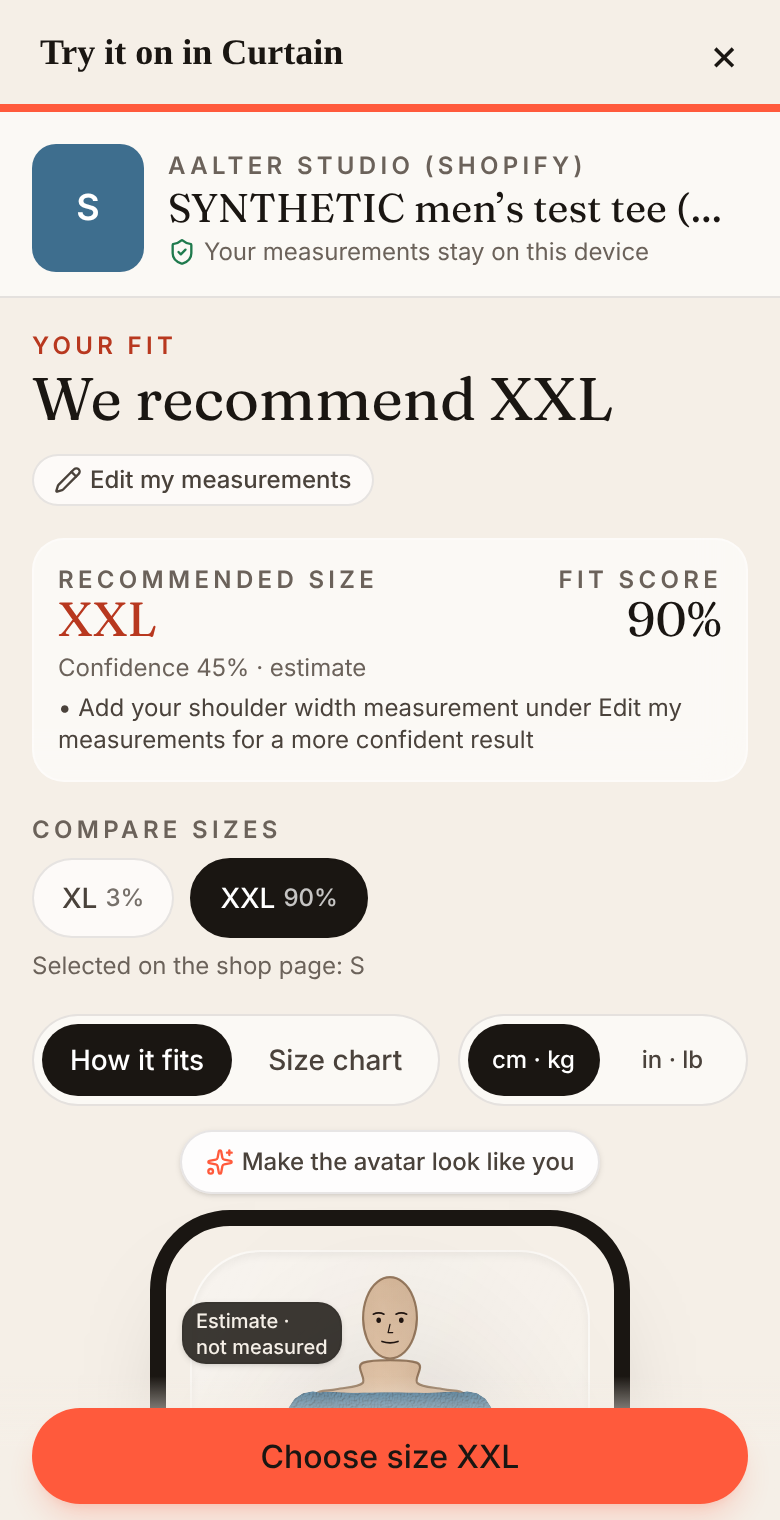 Try it on in Curtain
×
AALTER STUDIO (SHOPIFY)
S
SYNTHETIC men’s test tee (...
Your measurements stay on this device
YOUR FIT
We recommend XXL
Edit my measurements
RECOMMENDED SIZE
FIT SCORE
XXL
90%
Confidence 45% · estimate
• Add your shoulder width measurement under Edit my
measurements for a more confident result
COMPARE SIZES
XL 3%
XXL 90%
Selected on the shop page: S
How it fits
Size chart
cm · kg
in · lb
Make the avatar look like you
Estimate ·
not measured
Choose size XXL